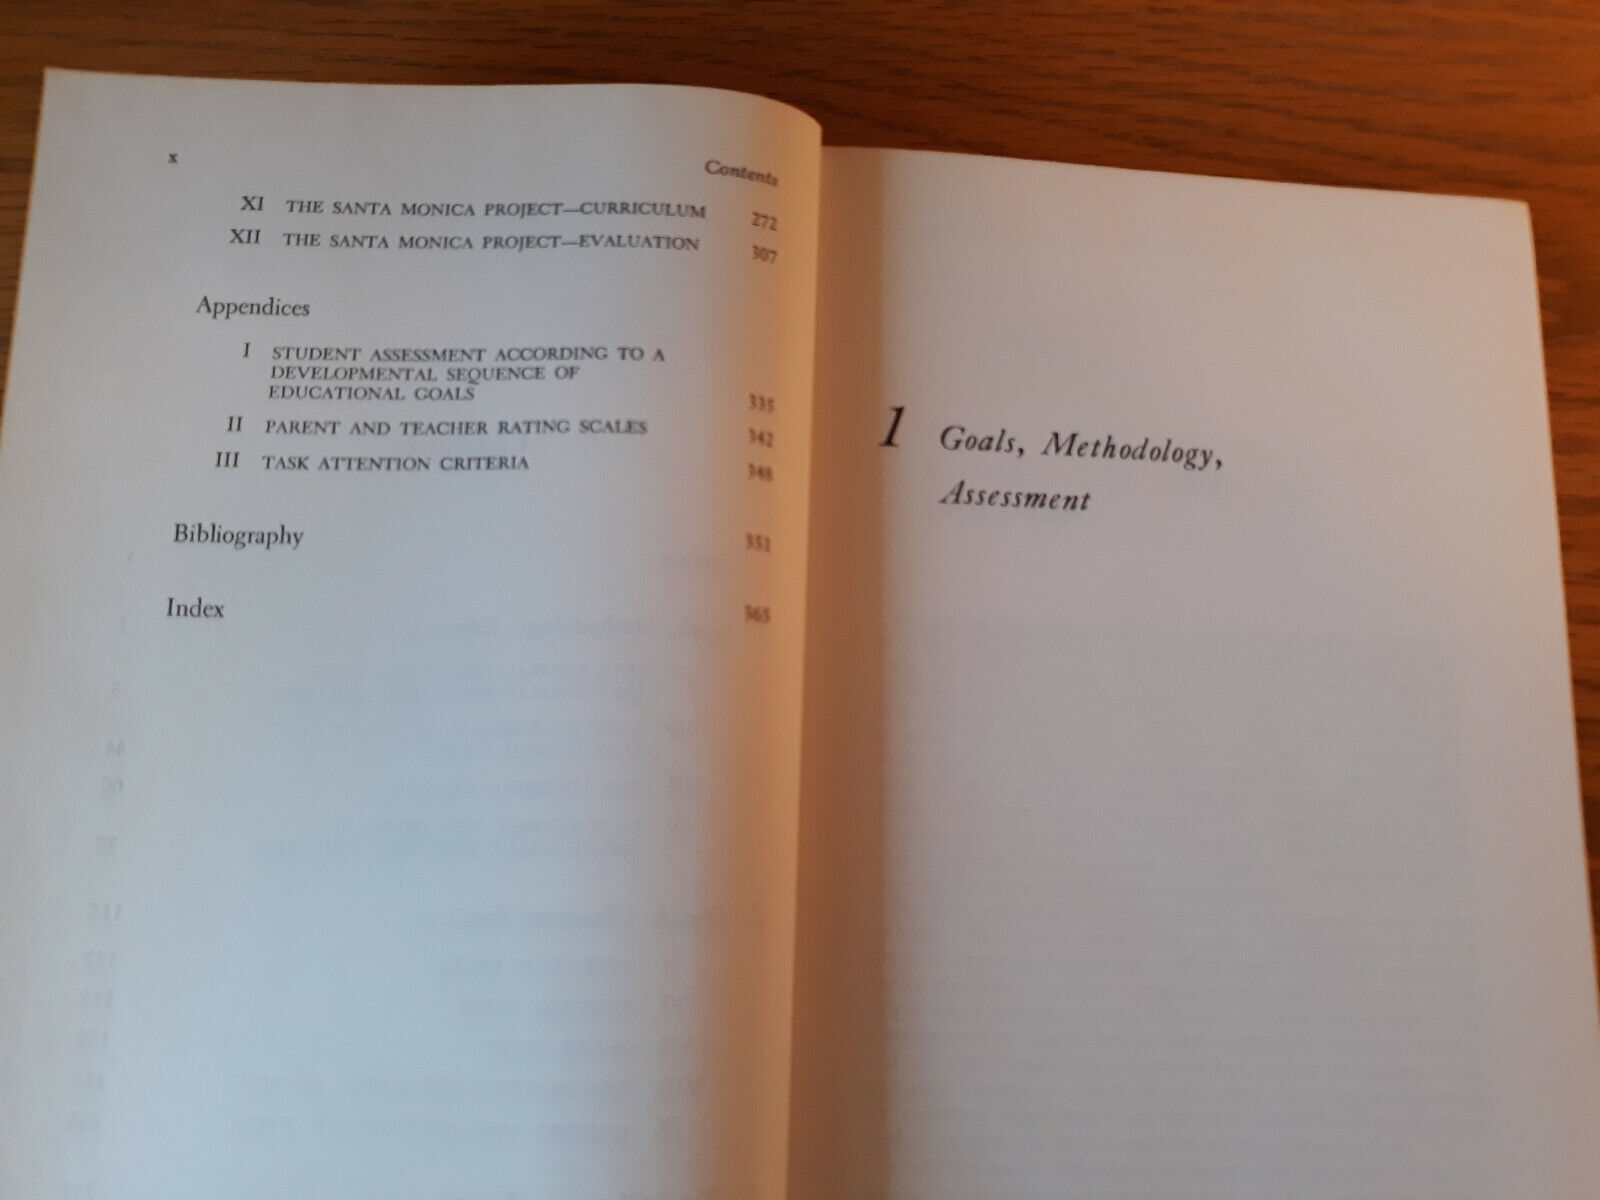 x Contents
XI THE SANTA MONICA PROJECT—CURRICULUM 272
XII THE SANTA MONICA PROJECT—EVALUATION 307
Appendices
I STUDENT ASSESSMENT ACCORDING TO A
DEVELOPMENTAL SEQUENCE OF
EDUCATIONAL GOALS 335
II PARENT AND TEACHER RATING SCALES 342
III TASK ATTENTION CRITERIA 348
Bibliography 351
Index 365
1 Goals, Methodology,
Assessment